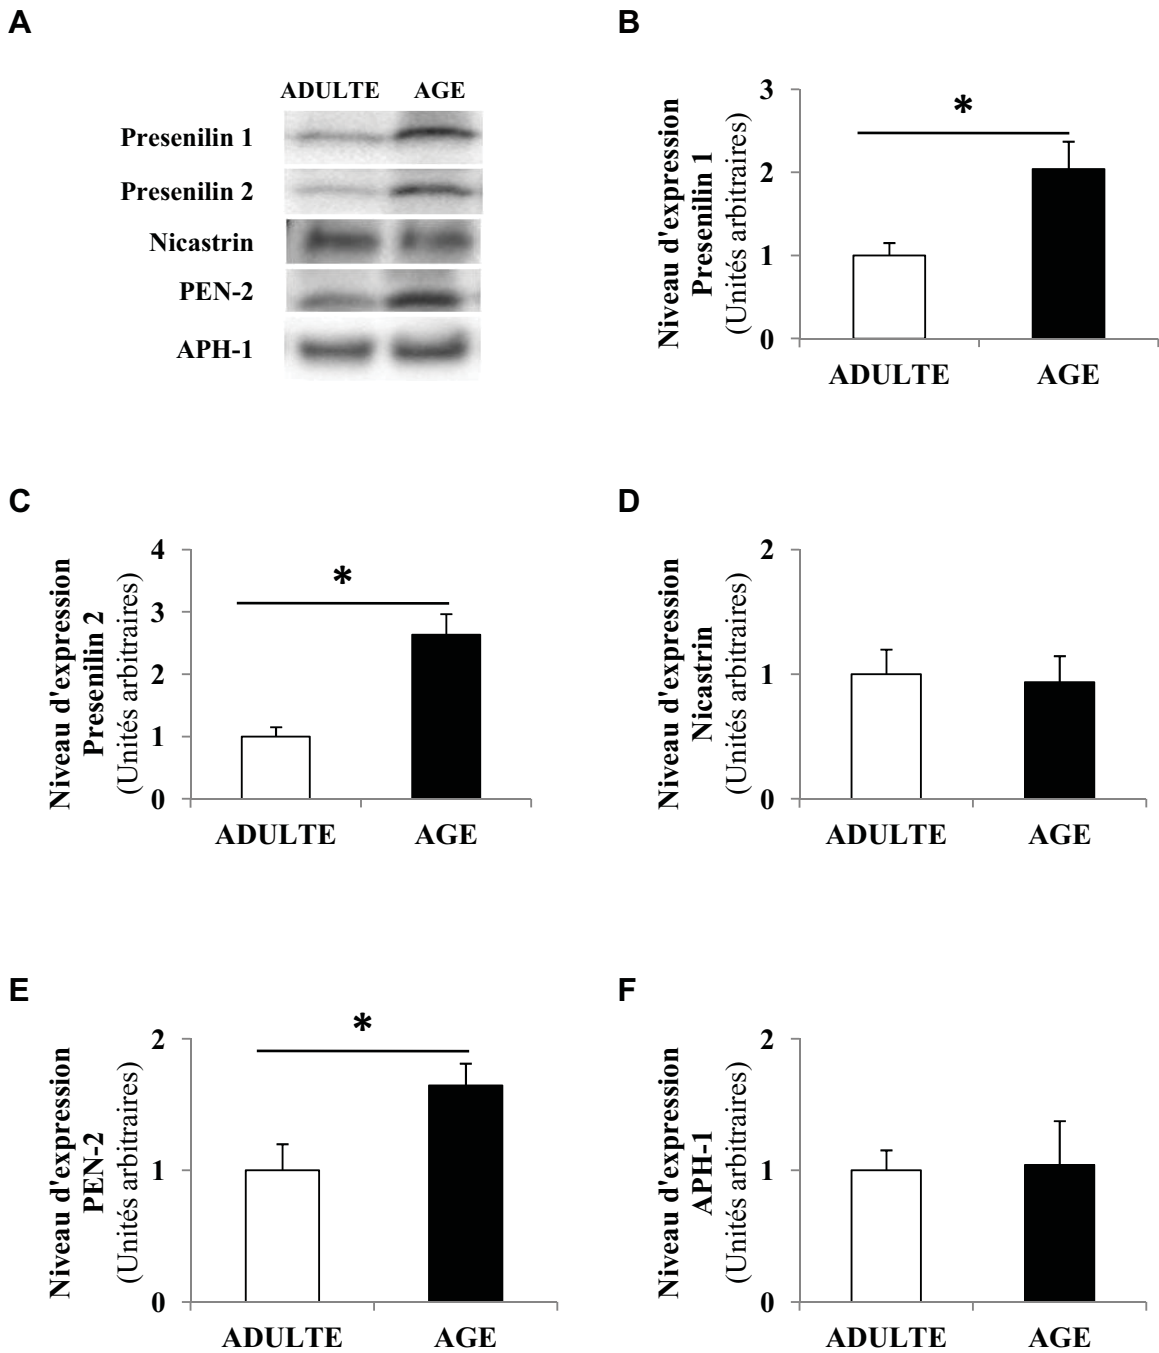 A
ADULTE AGE
Presenilin 1
Presenilin 2
Nicastrin
PEN-2
APH-1
B
Niveau d'expression
Presenilin 1
(Unités arbitraires)
3
2
1
0
*
ADULTE AGE
C
Niveau d'expression
Presenilin 2
(Unités arbitraires)
4
3
2
1
0
*
ADULTE AGE
D
Niveau d'expression
Nicastrin
(Unités arbitraires)
2
1
0
ADULTE AGE
E
Niveau d'expression
PEN-2
(Unités arbitraires)
2
1
0
*
ADULTE AGE
F
Niveau d'expression
APH-1
(Unités arbitraires)
2
1
0
ADULTE AGE